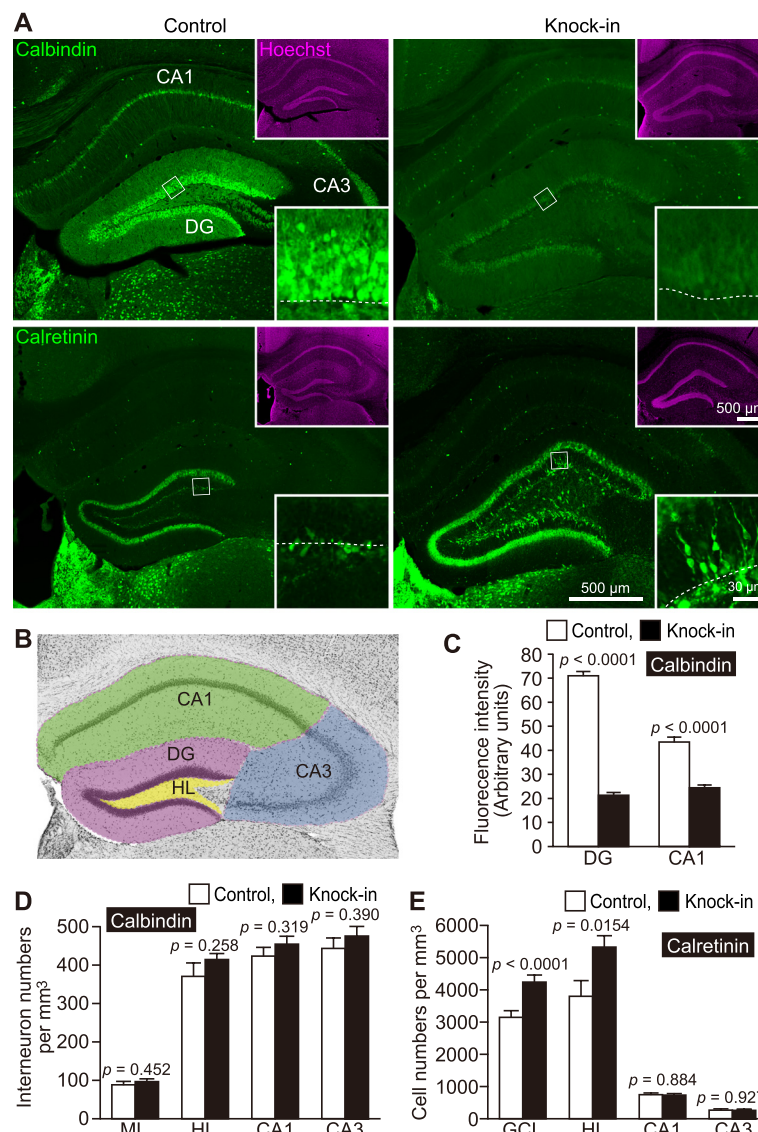 A
Control
Knock-in
Calbindin
Hoechst
CA1
CA3
DG
Calretinin
500 µm
500 µm
30 µm
B
CA1
DG
HL
CA3
C
Control, Knock-in
p < 0.0001
Calbindin
p < 0.0001
Fluorecence intensity
(Arbitrary units)
80
70
60
50
40
30
20
10
0
DG
CA1
D
Control, Knock-in
Calbindin
p = 0.452
p = 0.258
p = 0.319
p = 0.390
Interneuron numbers
per mm3
500
400
300
200
100
0
ML
HL
CA1
CA3
E
Control, Knock-in
Calretinin
p < 0.0001
p = 0.0154
p = 0.884
p = 0.927
Cell numbers per mm3
6000
5000
4000
3000
2000
1000
0
GCL
HL
CA1
CA3